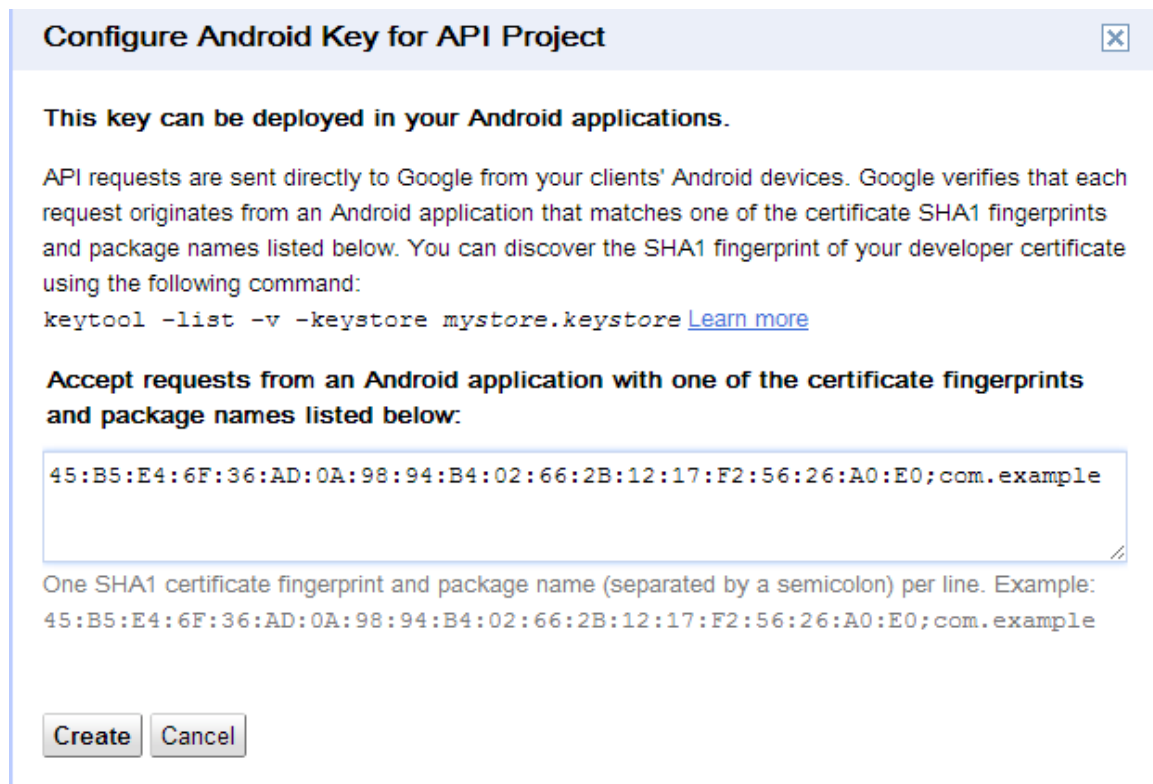 Configure Android Key for API Project
This key can be deployed in your Android applications.
API requests are sent directly to Google from your clients' Android devices. Google verifies that each
request originates from an Android application that matches one of the certificate SHA1 fingerprints
and package names listed below. You can discover the SHA1 fingerprint of your developer certificate
using the following command:
keytool -list -v -keystore mystore.keystore Learn more
Accept requests from an Android application with one of the certificate fingerprints
and package names listed below:
45:B5:E4:6F:36:AD:0A:98:94:B4:02:66:2B:12:17:F2:56:26:A0:E0;com.example
One SHA1 certificate fingerprint and package name (separated by a semicolon) per line. Example:
45:B5:E4:6F:36:AD:0A:98:94:B4:02:66:2B:12:17:F2:56:26:A0:E0;com.example
Create Cancel